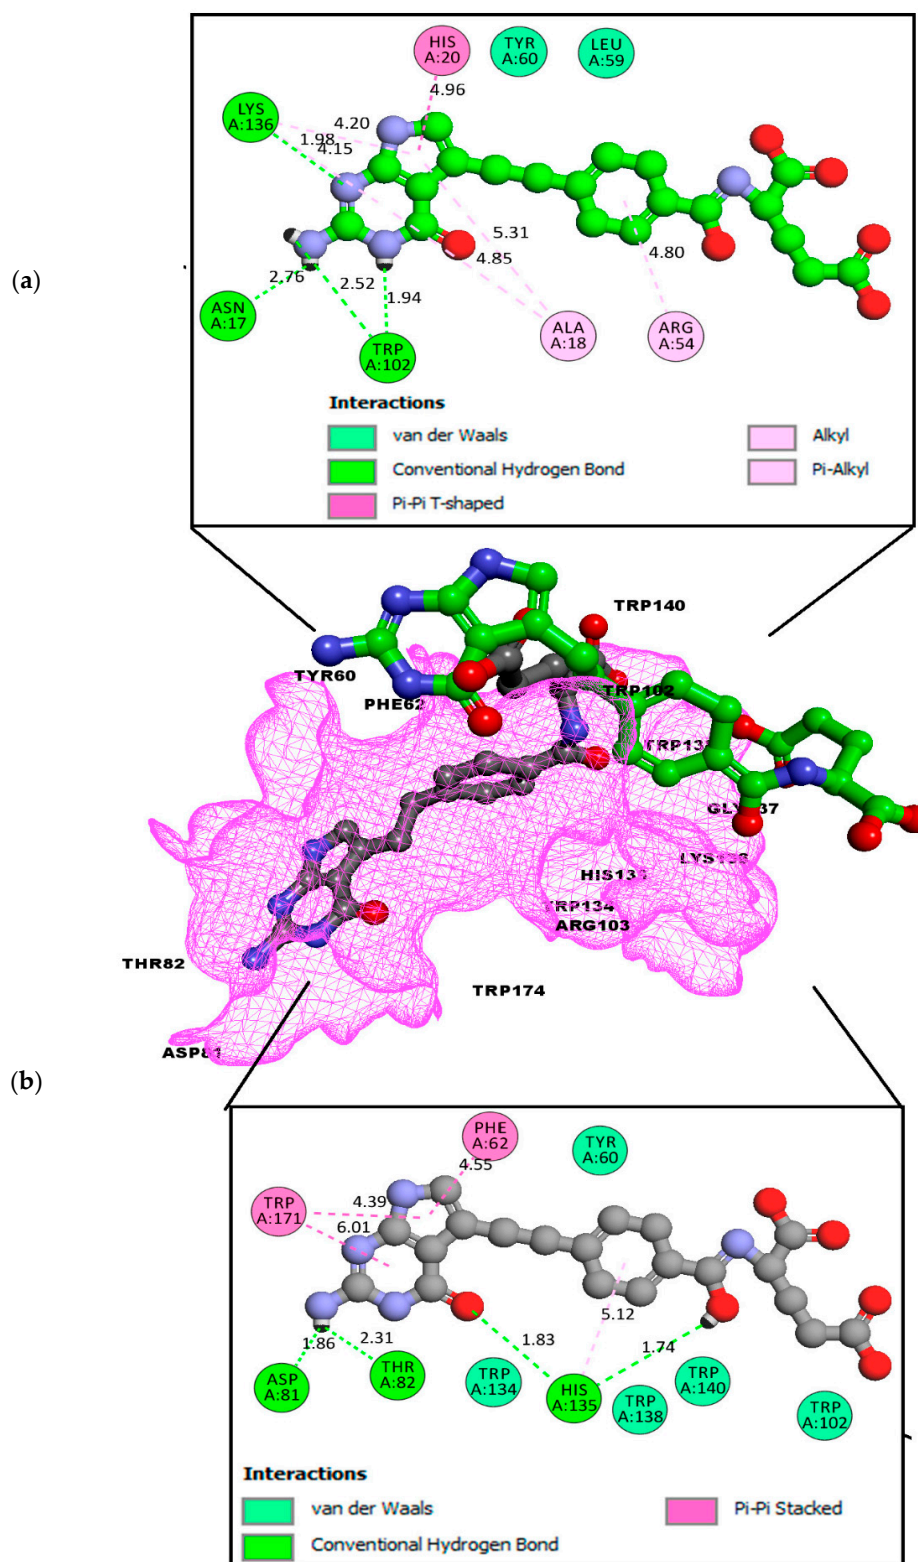 HIS
A:20
TYR
A:60
LEU
A:59
4.96
LYS
A:136
4.20
1.98
4.15
5.31
4.85
4.80
2.76
2.52
1.94
(a)
ASN
A:17
TRP
A:102
ALA
A:18
ARG
A:54
Interactions
van der Waals
Alkyl
Conventional Hydrogen Bond
Pi-Alkyl
Pi-Pi T-shaped
TRP140
TYR60
TRP102
PHE62
GLY
LYS
HIS13
TRP134
ARG103
THR82
TRP174
ASP81
(b)
PHE
A:62
TYR
A:60
4.55
TRP
A:171
4.39
6.01
5.12
1.83
1.74
1.86
2.31
ASP
A:81
THR
A:82
TRP
A:134
HIS
A:135
TRP
A:138
TRP
A:140
TRP
A:102
Interactions
van der Waals
Pi-Pi Stacked
Conventional Hydrogen Bond